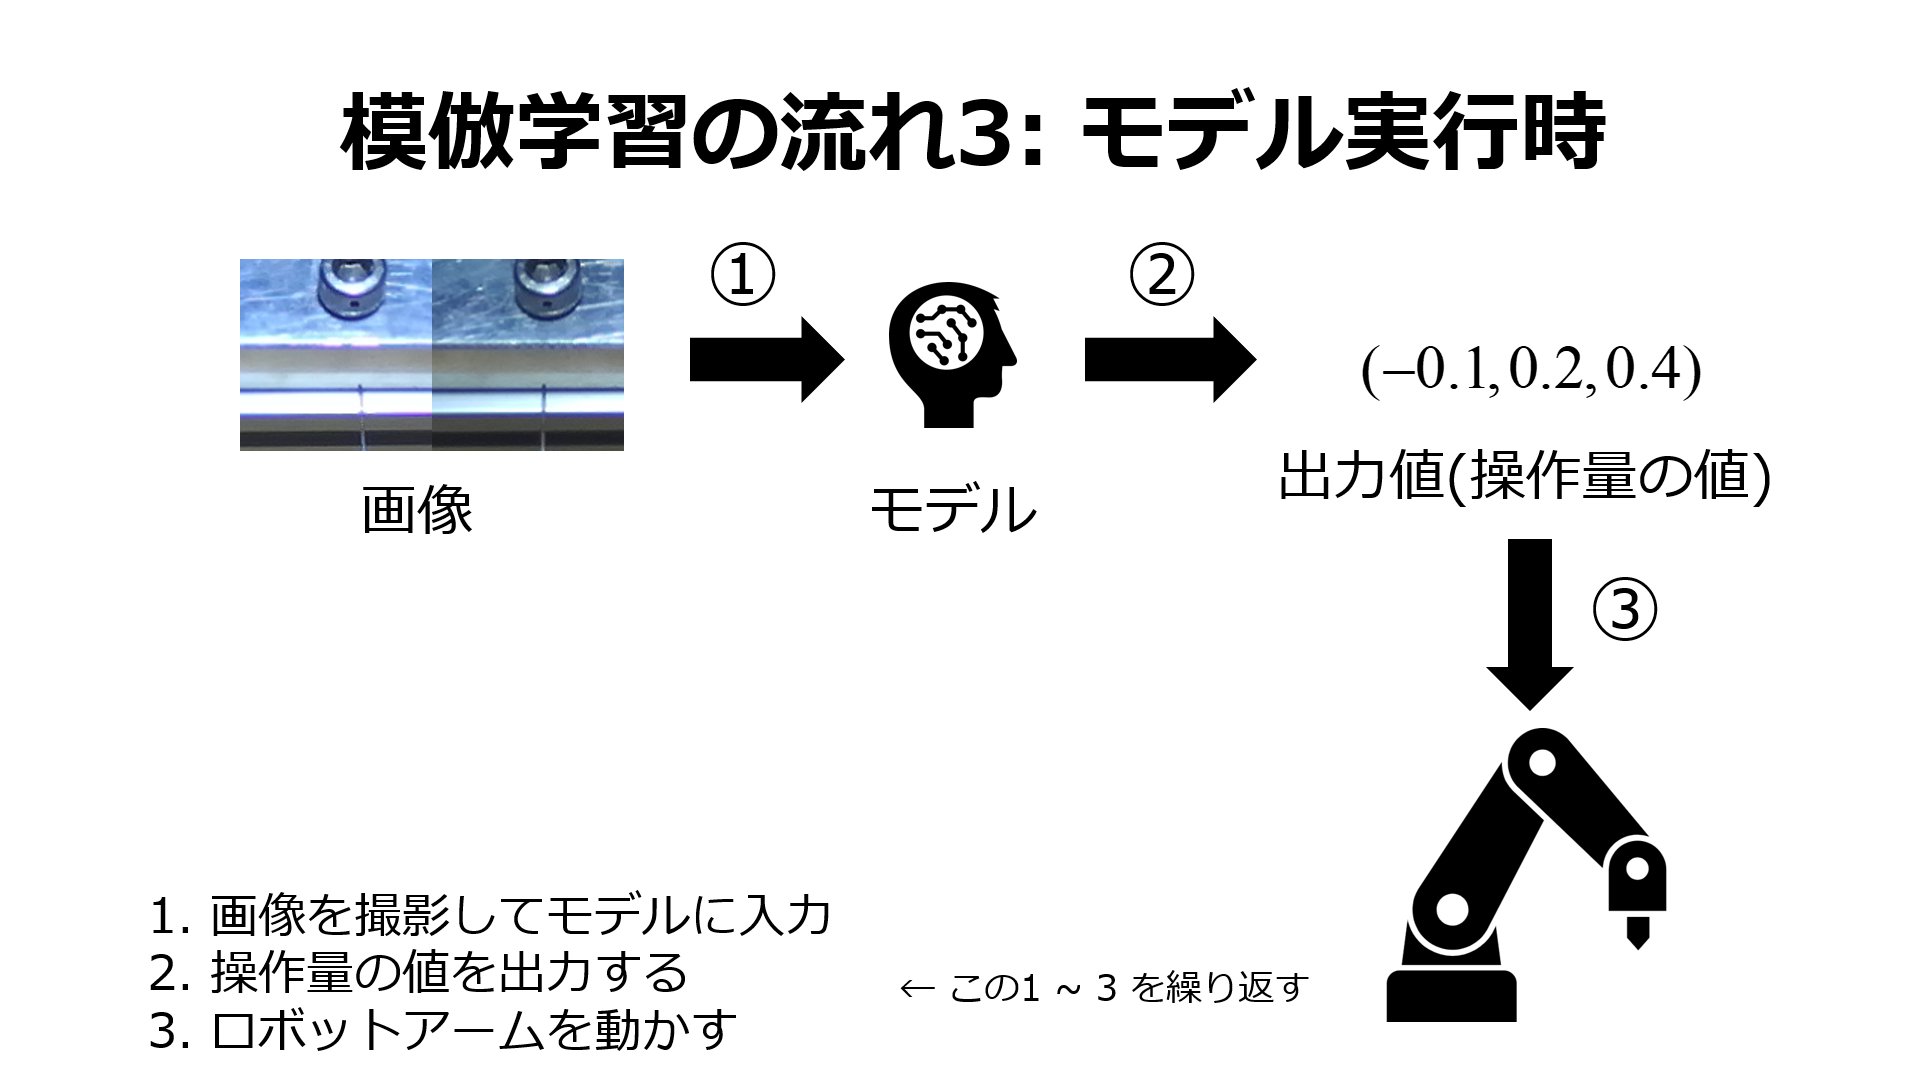 模倣学習の流れ3: モデル実行時
①
②
(−0.1, 0.2, 0.4)
画像
モデル
出力値(操作量の値)
③
1. 画像を撮影してモデルに入力
2. 操作量の値を出力する
3. ロボットアームを動かす
← この1 ~ 3 を繰り返す